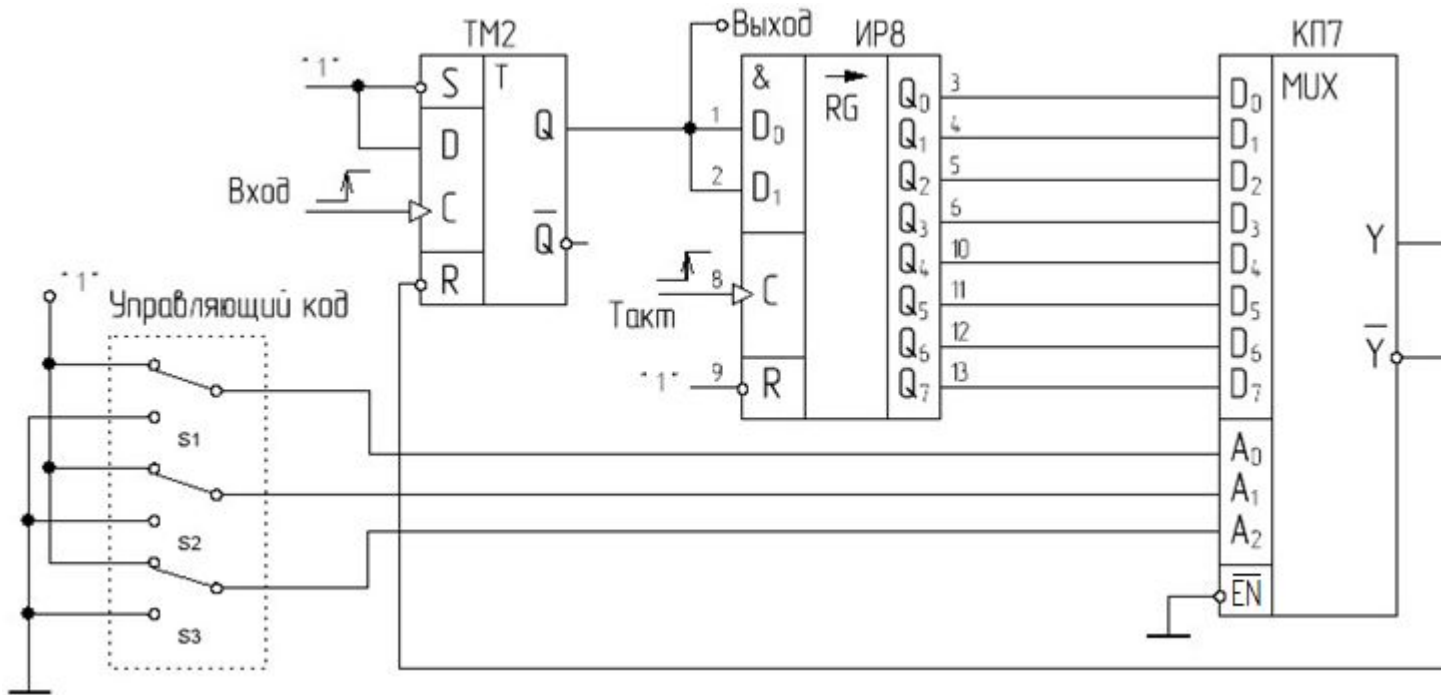 ТМ2
"1"
S
T
D
Q
Вход
C
Q
R
Выход
ИР8
&
RG
1
D0
2
D1
8
C
Такт
"1"
9
R
Q0
3
Q1
4
Q2
5
Q3
6
Q4
10
Q5
11
Q6
12
Q7
13
КП7
MUX
D0
D1
D2
D3
D4
D5
D6
D7
A0
A1
A2
EN
Y
Y
"1"
Управляющий код
S1
S2
S3